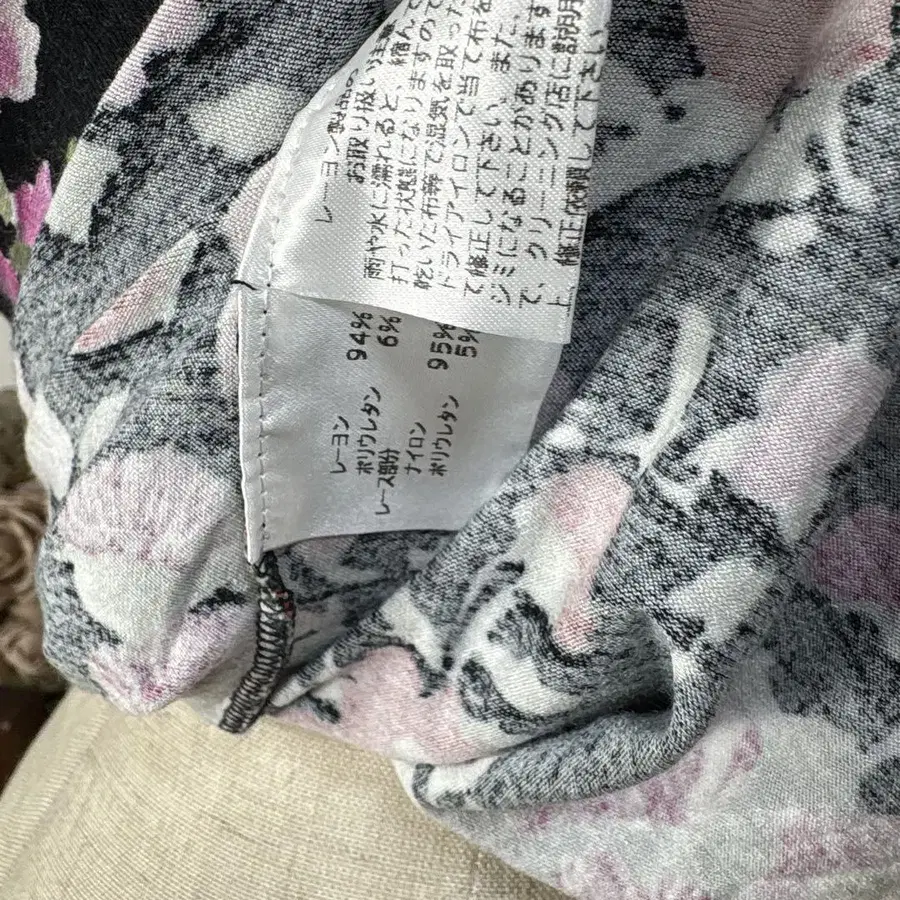 レーヨン製品の
お取り扱い注意
雨や水に濡れると、縮んで
打った状態になりますので
乾いた布等で湿気を取った
ドライアイロンで当て布を
て修正して下さい。また、
ジミになることがあります
で、クリーニング店に説明
上、修正依頼して下さい
レーヨン 94%
ポリウレタン 6%
レース部分
ナイロン 95%
ポリウレタン 5%